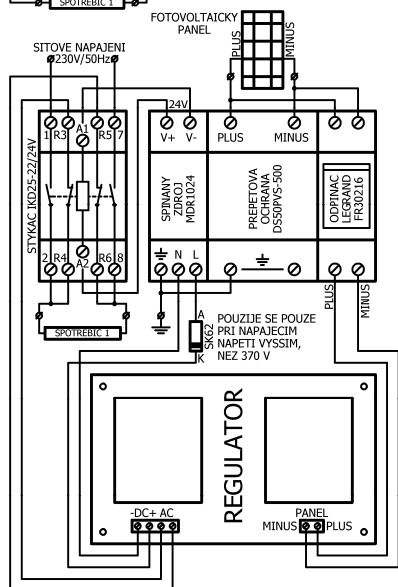 SPOTREBIC 1
FOTOVOLTAICKY
PANEL
PLUS
MINUS
SITOVE NAPAJENI
230V/50Hz
24V
1 R3 A1 R5 7
V+ V- PLUS MINUS
STYKAC IKD25-22/24V
SPINANY
ZDROJ
MDR1024
PREPETOVA
OCHRANA
DS50PVS-500
ODPINAC
LEGRAND
FR30216
2 R4 A2 R6 8
N L
PLUS
MINUS
SPOTREBIC 1
A
SK62
K
POUZIJE SE POUZE
PRI NAPAJECIM
NAPETI VYSSIM,
NEZ 370 V
REGULATOR
-DC+ AC
PANEL
MINUS PLUS